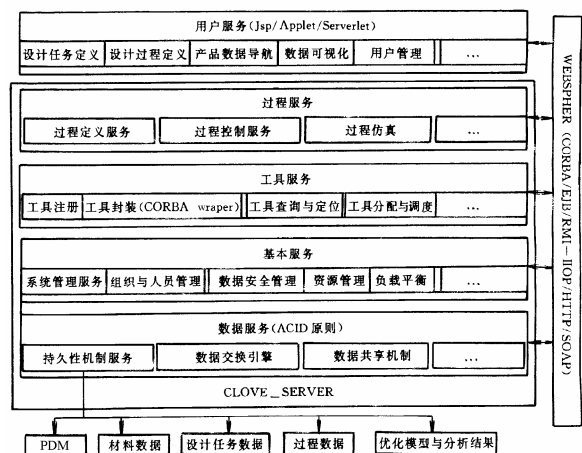 用户服务(Jsp/Applet/Serverlet)
设计任务定义 设计过程定义 产品数据导航 数据可视化 用户管理 …
过程服务
过程定义服务 过程控制服务 过程仿真 …
工具服务
工具注册 工具封装(CORBA wraper) 工具查询与定位 工具分配与调度 …
基本服务
系统管理服务 组织与人员管理 数据安全管理 资源管理 负载平衡 …
数据服务(ACID原则)
持久性机制服务 数据交换引擎 数据共享机制 …
CLOVE_SERVER
PDM 材料数据 设计任务数据 过程数据 优化模型与分析结果
WEBSPHER (CORBA/EJB/RMI-IIOP/HTTP/SOAP)